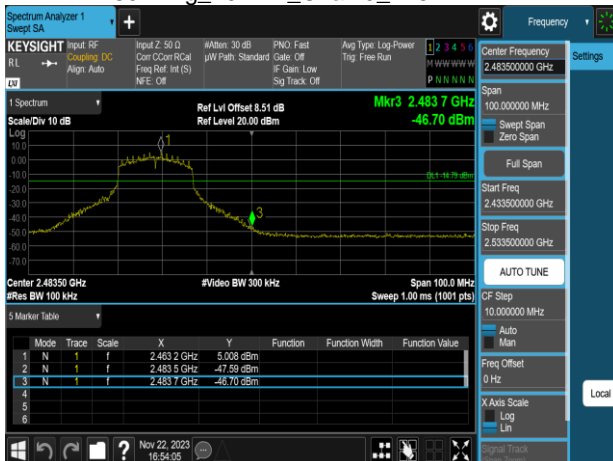 Spectrum Analyzer 1
Swept SA
+
Frequency
KEYSIGHT
RL
LXI
Input: RF
Coupling: DC
Align: Auto
Input Z: 50 Ω
Corr CCorr RCal
Freq Ref: Int (S)
NFE: Off
#Atten: 30 dB
µW Path: Standard
PNO: Fast
Gate: Off
IF Gain: Low
Sig Track: Off
Avg Type: Log-Power
Trig: Free Run
1 2 3 4 5 6
M W W W W W
P N N N N N
1 Spectrum
Scale/Div 10 dB
Ref Lvl Offset 8.51 dB
Ref Level 20.00 dBm
Mkr3 2.483 7 GHz
-46.70 dBm
Log
10.0
0.00
-10.0
-20.0
-30.0
-40.0
-50.0
-60.0
-70.0
1
3
DL1 -14.79 dBm
Center 2.48350 GHz
#Res BW 100 kHz
#Video BW 300 kHz
Span 100.0 MHz
Sweep 1.00 ms (1001 pts)
5 Marker Table
Mode Trace Scale X Y Function Function Width Function Value
1 N 1 f 2.463 2 GHz 5.008 dBm
2 N 1 f 2.483 5 GHz -47.59 dBm
3 N 1 f 2.483 7 GHz -46.70 dBm
4
5
6
Nov 22, 2023
16:54:05
?
Center Frequency
2.483500000 GHz
Span
100.000000 MHz
Swept Span
Zero Span
Full Span
Start Freq
2.433500000 GHz
Stop Freq
2.533500000 GHz
AUTO TUNE
CF Step
10.000000 MHz
Auto
Man
Freq Offset
0 Hz
X Axis Scale
Log
Lin
Signal Track
Settings
Local